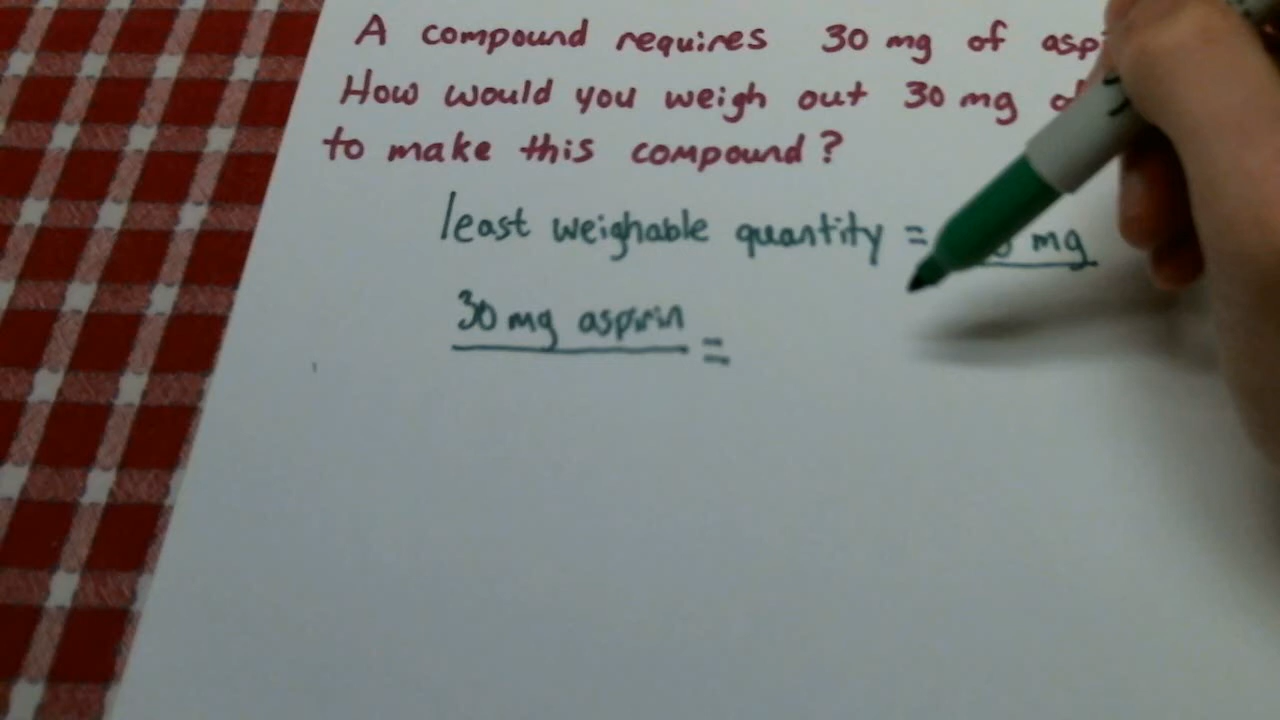 A compound requires 30 mg of
How would you weigh out 30 mg
to make this compound?
least weighable quantity = mg
30 mg aspirin =